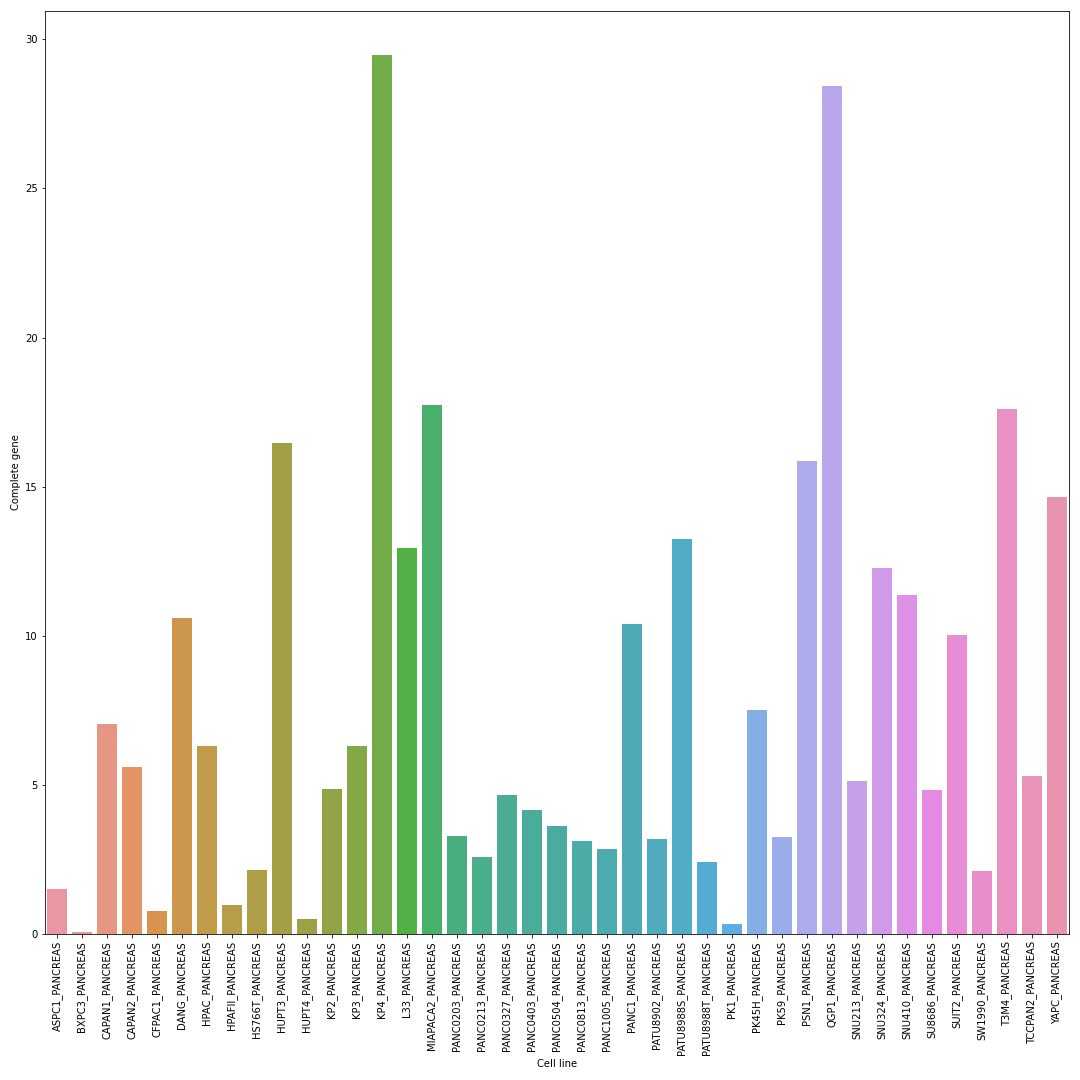 30
25
20
15
10
5
0
Complete gene
ASPC1_PANCREAS
BXPC3_PANCREAS
CAPAN1_PANCREAS
CAPAN2_PANCREAS
CFPAC1_PANCREAS
DANG_PANCREAS
HPAC_PANCREAS
HPAFII_PANCREAS
HS766T_PANCREAS
HUPT3_PANCREAS
HUPT4_PANCREAS
KP2_PANCREAS
KP3_PANCREAS
KP4_PANCREAS
L33_PANCREAS
MIAPACA2_PANCREAS
PANC0203_PANCREAS
PANC0213_PANCREAS
PANC0327_PANCREAS
PANC0403_PANCREAS
PANC0504_PANCREAS
PANC0813_PANCREAS
PANC1005_PANCREAS
PANC1_PANCREAS
PATU8902_PANCREAS
PATU8988S_PANCREAS
PATU8988T_PANCREAS
PK1_PANCREAS
PK45H_PANCREAS
PK59_PANCREAS
PSN1_PANCREAS
QGP1_PANCREAS
SNU213_PANCREAS
SNU324_PANCREAS
SNU410_PANCREAS
SU8686_PANCREAS
SUIT2_PANCREAS
SW1990_PANCREAS
T3M4_PANCREAS
TCCPAN2_PANCREAS
YAPC_PANCREAS
Cell line